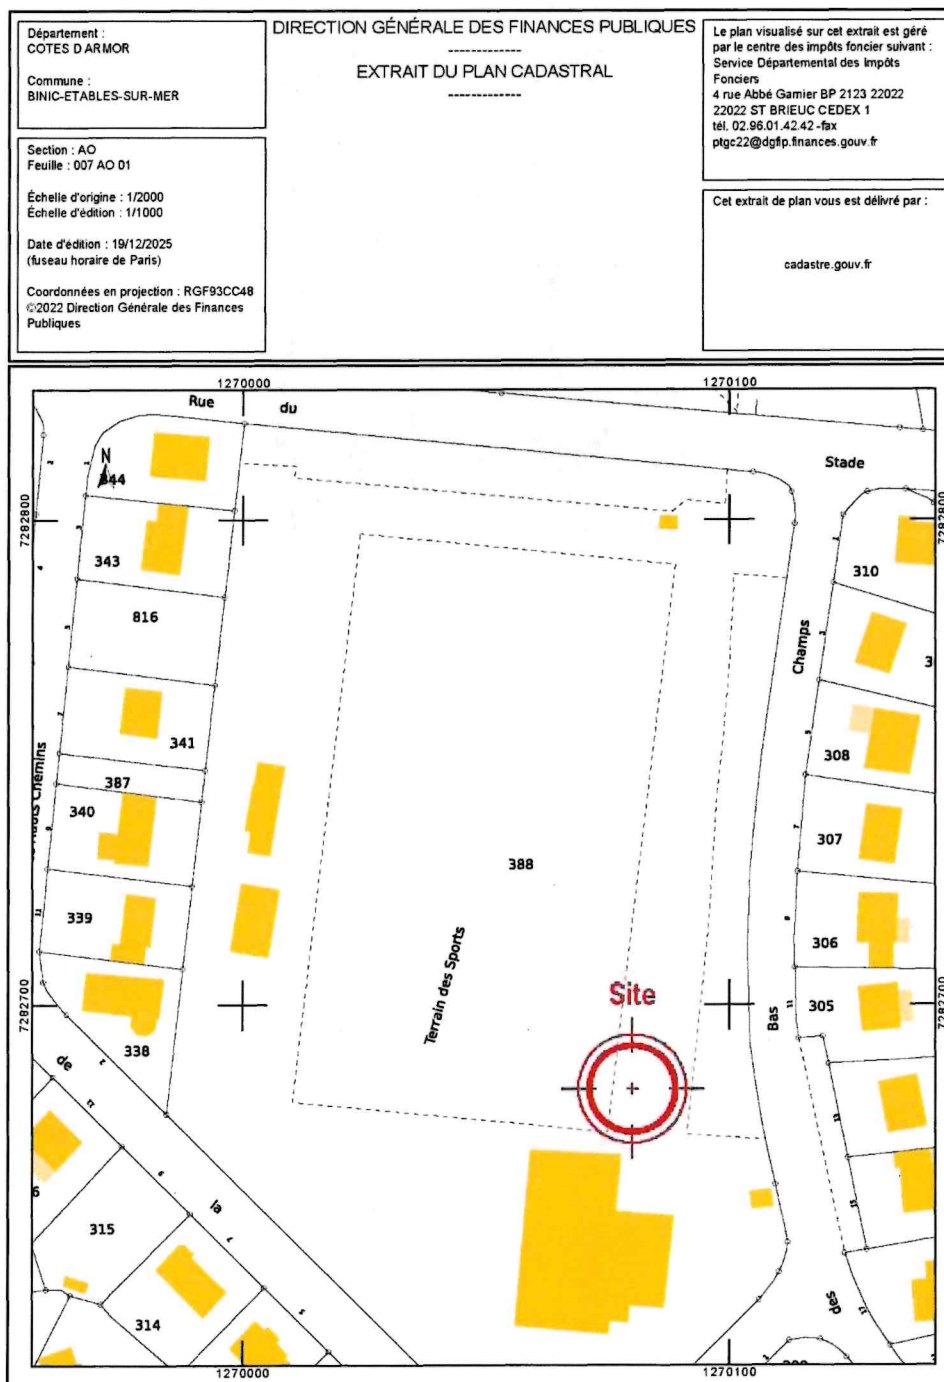 Département :
COTES D ARMOR
Commune :
BINIC-ETABLES-SUR-MER
Section : AO
Feuille : 007 AO 01
Échelle d'origine : 1/2000
Échelle d'édition : 1/1000
Date d'édition : 19/12/2025
(fuseau horaire de Paris)
Coordonnées en projection : RGF93CC48
©2022 Direction Générale des Finances
Publiques
DIRECTION GÉNÉRALE DES FINANCES PUBLIQUES
-------------
EXTRAIT DU PLAN CADASTRAL
-------------
Le plan visualisé sur cet extrait est géré
par le centre des impôts foncier suivant :
Service Départemental des Impôts
Fonciers
4 rue Abbé Garnier BP 2123 22022
22022 ST BRIEUC CEDEX 1
tél. 02.96.01.42.42 -fax
ptgc22@dgfip.finances.gouv.fr
Cet extrait de plan vous est délivré par :
cadastre.gouv.fr
1270000
1270100
Rue du
Stade
N
344
7282800
7282800
343
310
816
Champs
341
308
387
Hauts Chemins
340
307
388
339
306
Terrain des Sports
Site
7282700
7282700
305
Bas
338
de
la
315
314
des
1270000
1270100